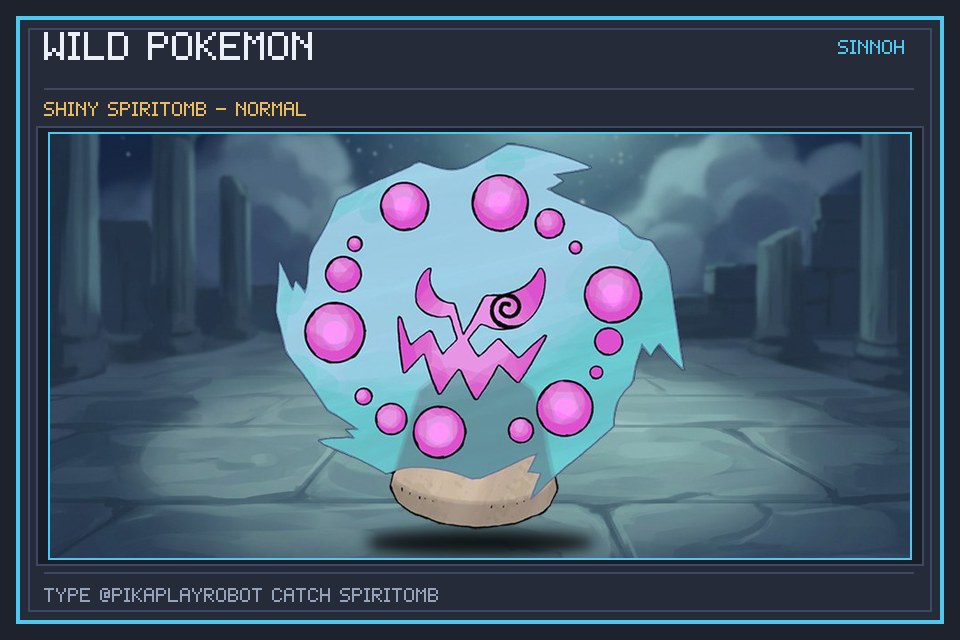 WILD POKEMON
SINNOH
SHINY SPIRITOMB - NORMAL
TYPE @PIKAPLAYROBOT CATCH SPIRITOMB